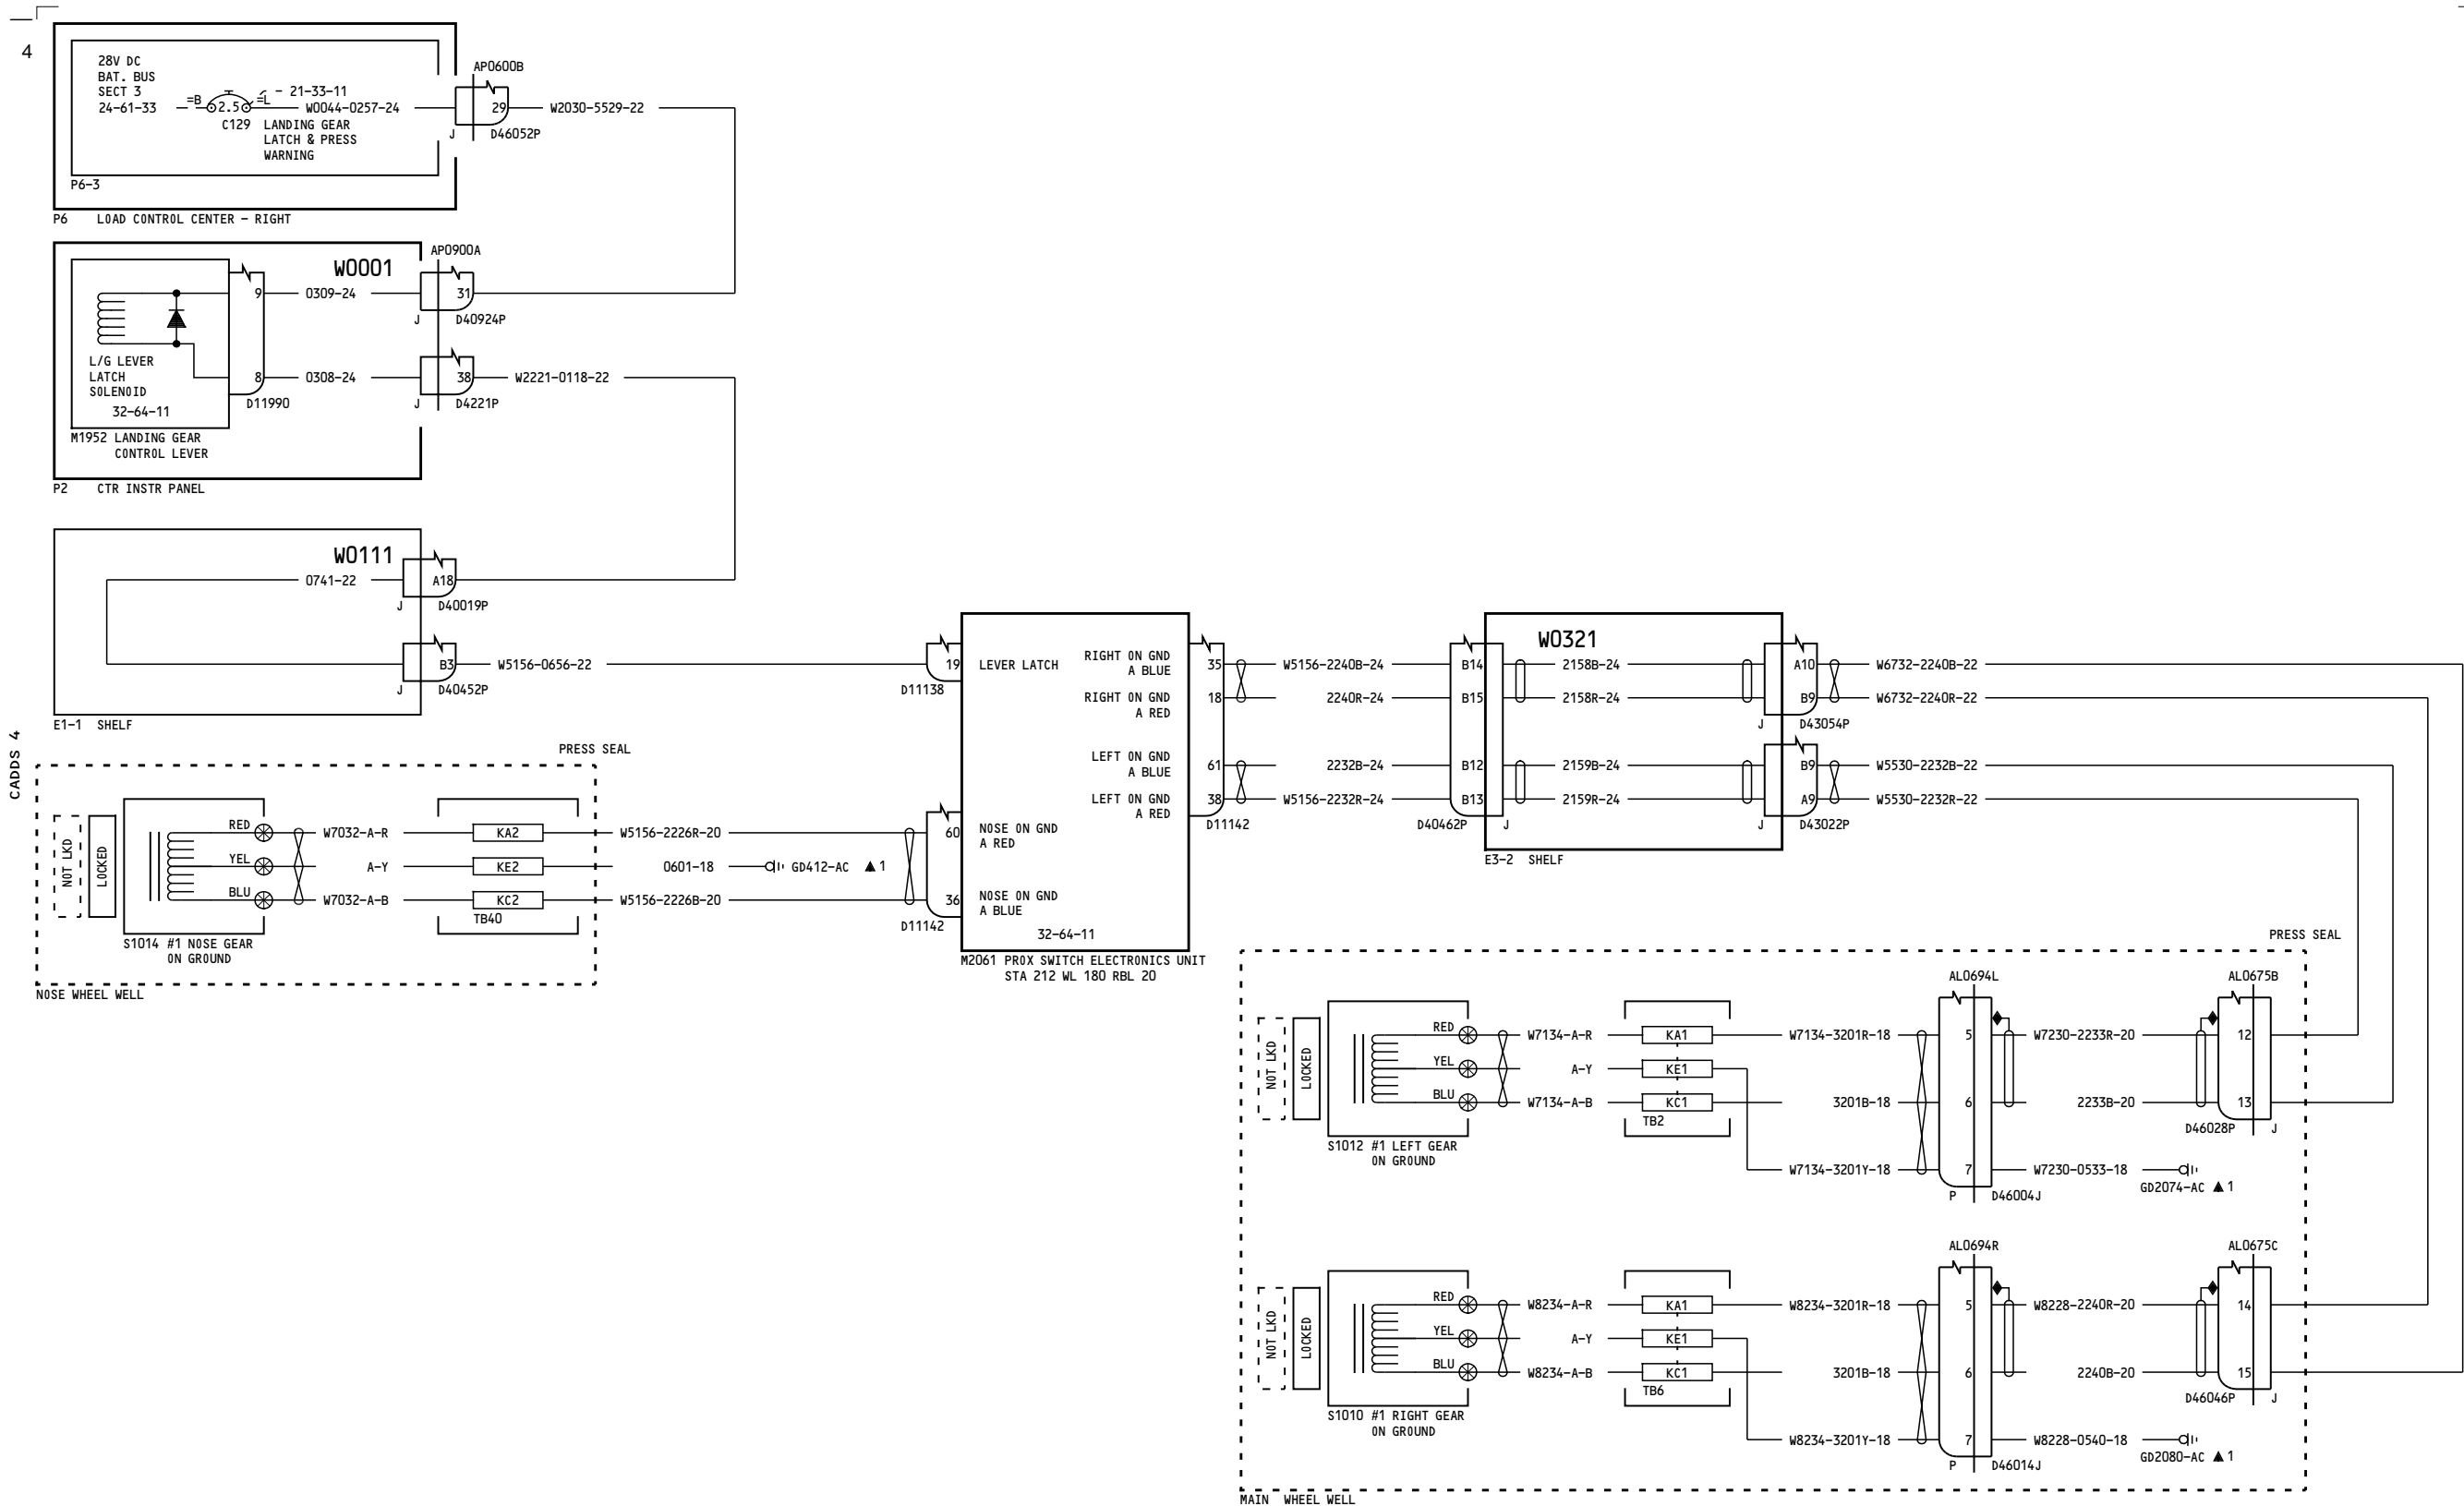 4
28V DC
BAT. BUS
SECT 3
24-61-33
=B
2.5
=L
- 21-33-11
W0044-0257-24
C129
LANDING GEAR
LATCH & PRESS
WARNING
P6-3
P6 LOAD CONTROL CENTER - RIGHT
AP0600B
29
J
D46052P
W2030-5529-22
AP0900A
W0001
9
0309-24
31
J
D40924P
L/G LEVER
LATCH
SOLENOID
32-64-11
8
D11990
0308-24
38
J
D4221P
W2221-0118-22
M1952 LANDING GEAR
CONTROL LEVER
P2 CTR INSTR PANEL
W0111
0741-22
A18
J
D40019P
B3
J
D40452P
W5156-0656-22
E1-1 SHELF
CADDS 4
PRESS SEAL
NOT LKD
LOCKED
RED
YEL
BLU
S1014 #1 NOSE GEAR
ON GROUND
W7032-A-R
A-Y
W7032-A-B
KA2
KE2
KC2
TB40
W5156-2226R-20
0601-18
GD412-AC ▲1
W5156-2226B-20
NOSE WHEEL WELL
19
D11138
LEVER LATCH
60
NOSE ON GND
A RED
36
NOSE ON GND
A BLUE
D11142
32-64-11
M2061 PROX SWITCH ELECTRONICS UNIT
STA 212 WL 180 RBL 20
RIGHT ON GND
A BLUE
35
RIGHT ON GND
A RED
18
LEFT ON GND
A BLUE
61
LEFT ON GND
A RED
38
D11142
W5156-2240B-24
2240R-24
2232B-24
W5156-2232R-24
B14
B15
B12
B13
D40462P
J
W0321
2158B-24
2158R-24
2159B-24
2159R-24
E3-2 SHELF
A10
B9
J
D43054P
B9
A9
J
D43022P
W6732-2240B-22
W6732-2240R-22
W5530-2232B-22
W5530-2232R-22
PRESS SEAL
NOT LKD
LOCKED
RED
YEL
BLU
S1012 #1 LEFT GEAR
ON GROUND
W7134-A-R
A-Y
W7134-A-B
KA1
KE1
KC1
TB2
W7134-3201R-18
3201B-18
W7134-3201Y-18
AL0694L
5
6
7
P
D46004J
W7230-2233R-20
2233B-20
W7230-0533-18
GD2074-AC ▲1
AL0675B
12
13
D46028P
J
NOT LKD
LOCKED
RED
YEL
BLU
S1010 #1 RIGHT GEAR
ON GROUND
W8234-A-R
A-Y
W8234-A-B
KA1
KE1
KC1
TB6
W8234-3201R-18
3201B-18
W8234-3201Y-18
AL0694R
5
6
7
P
D46014J
W8228-2240R-20
2240B-20
W8228-0540-18
GD2080-AC ▲1
AL0675C
14
15
D46046P
J
MAIN WHEEL WELL